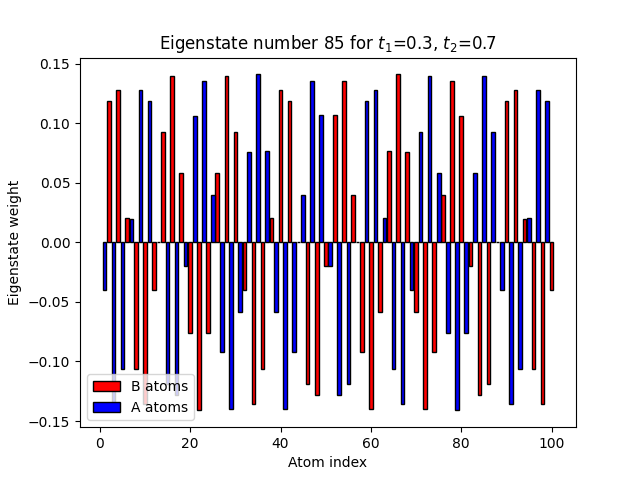 Eigenstate number 85 for t₁=0.3, t₂=0.7
Eigenstate weight
0.15
0.10
0.05
0.00
−0.05
−0.10
−0.15
B atoms
A atoms
0 20 40 60 80 100
Atom index